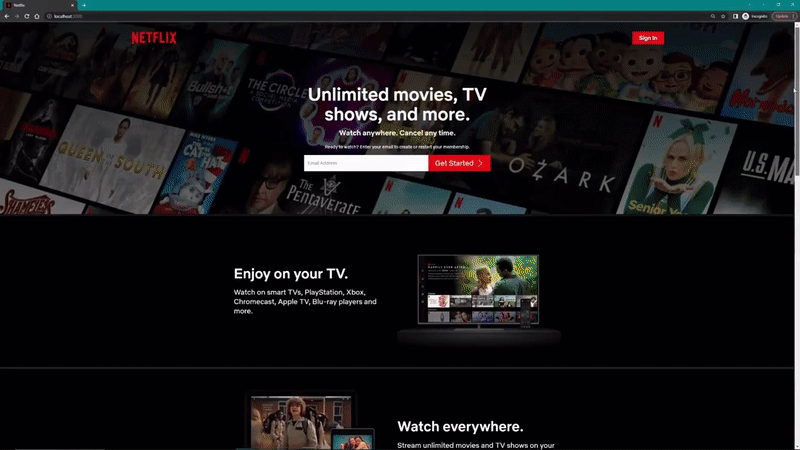 Netflix
localhost:3000
Incognito
Update
NETFLIX
Sign In
Bullsh*t
THE CIRCLE
Unlimited movies, TV
shows, and more.
Watch anywhere. Cancel any time.
Ready to watch? Enter your email to create or restart your membership.
Email Address
Get Started
QUEEN OF THE SOUTH
THE CAT IN THE HAT
OZARK
U.S.MA
The
Pentaverate
SHAMELESS
Senior Ye
Enjoy on your TV.
Watch on smart TVs, PlayStation, Xbox,
Chromecast, Apple TV, Blu-ray players and
more.
Watch everywhere.
Stream unlimited movies and TV shows on your